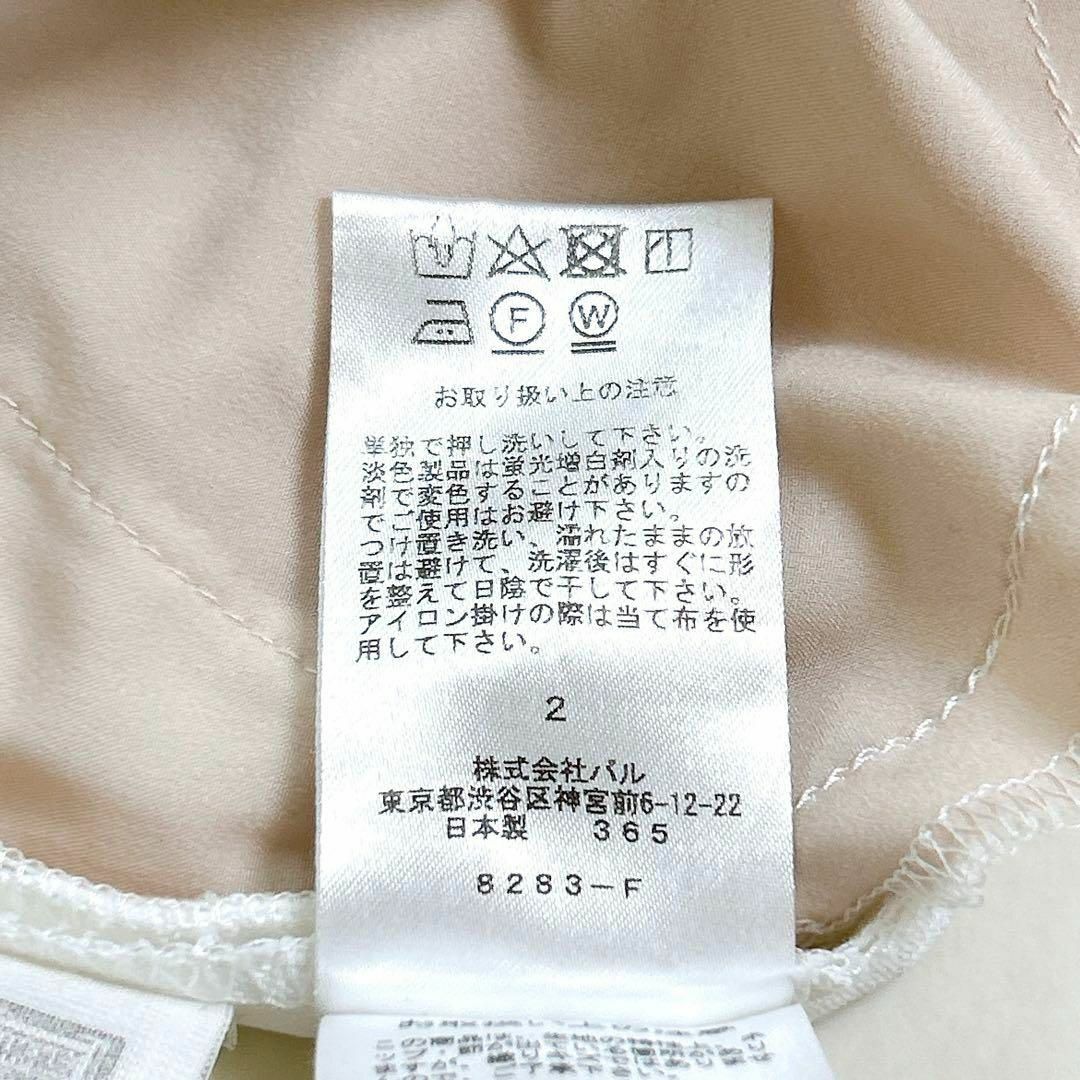 F W
お取り扱い上の注意
単独で押し洗いして下さい。
淡色製品は蛍光増白剤入りの洗
剤で変色することがありますの
でご使用はお避け下さい。
つけ置き洗い、濡れたままの放
置は避けて、洗濯後はすぐに形
を整えて日陰で干して下さい。
アイロン掛けの際は当て布を使
用して下さい。
2
株式会社パル
東京都渋谷区神宮前6-12-22
日本製 365
8283-F